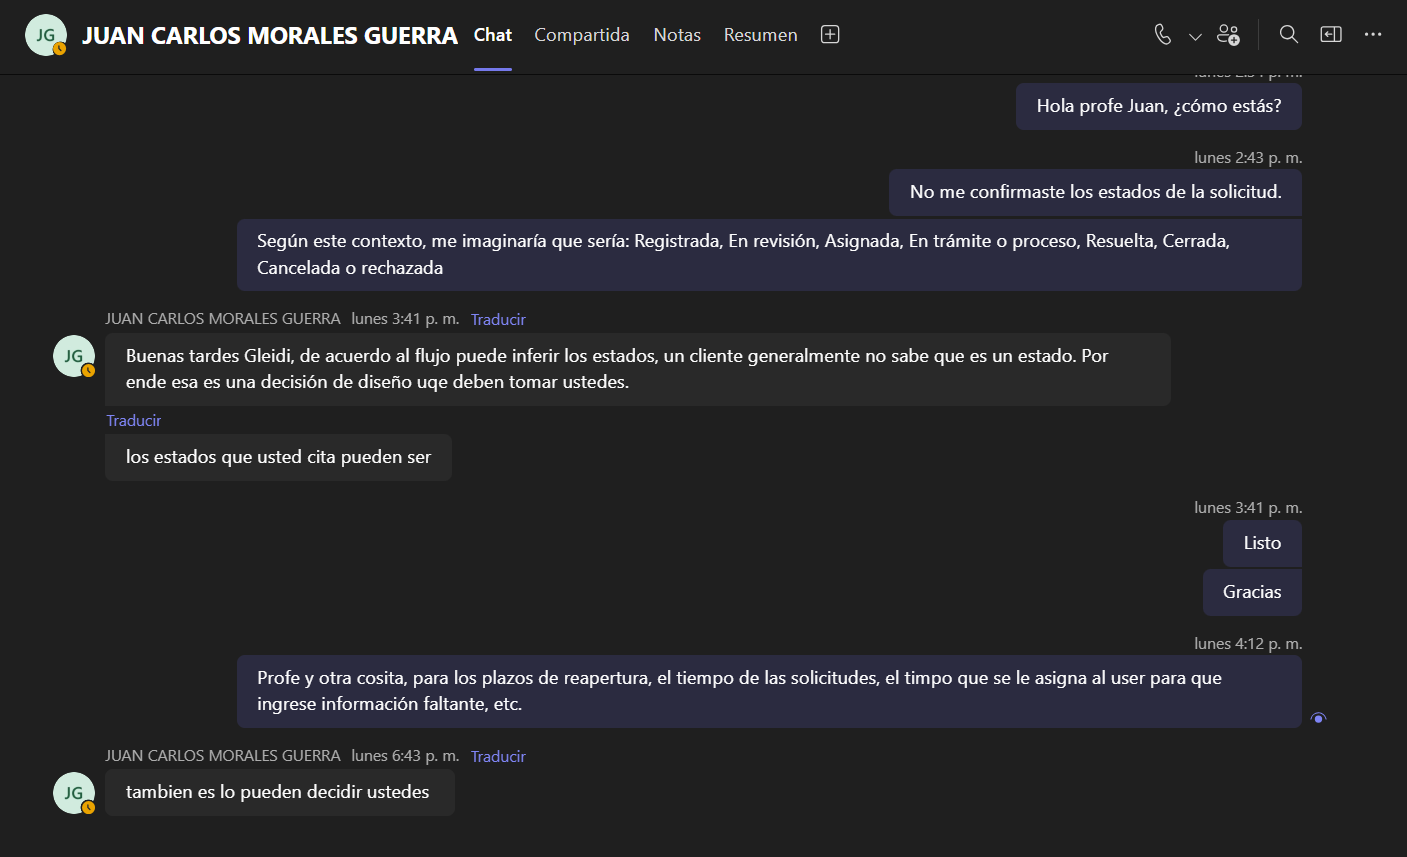 JG JUAN CARLOS MORALES GUERRA Chat Compartida Notas Resumen
Hola profe Juan, ¿cómo estás?
lunes 2:43 p. m.
No me confirmaste los estados de la solicitud.
Según este contexto, me imaginaría que sería: Registrada, En revisión, Asignada, En trámite o proceso, Resuelta, Cerrada,
Cancelada o rechazada
JUAN CARLOS MORALES GUERRA lunes 3:41 p. m. Traducir
JG
Buenas tardes Gleidi, de acuerdo al flujo puede inferir los estados, un cliente generalmente no sabe que es un estado. Por
ende esa es una decisión de diseño uqe deben tomar ustedes.
Traducir
los estados que usted cita pueden ser
lunes 3:41 p. m.
Listo
Gracias
lunes 4:12 p. m.
Profe y otra cosita, para los plazos de reapertura, el tiempo de las solicitudes, el timpo que se le asigna al user para que
ingrese información faltante, etc.
JUAN CARLOS MORALES GUERRA lunes 6:43 p. m. Traducir
JG
tambien es lo pueden decidir ustedes